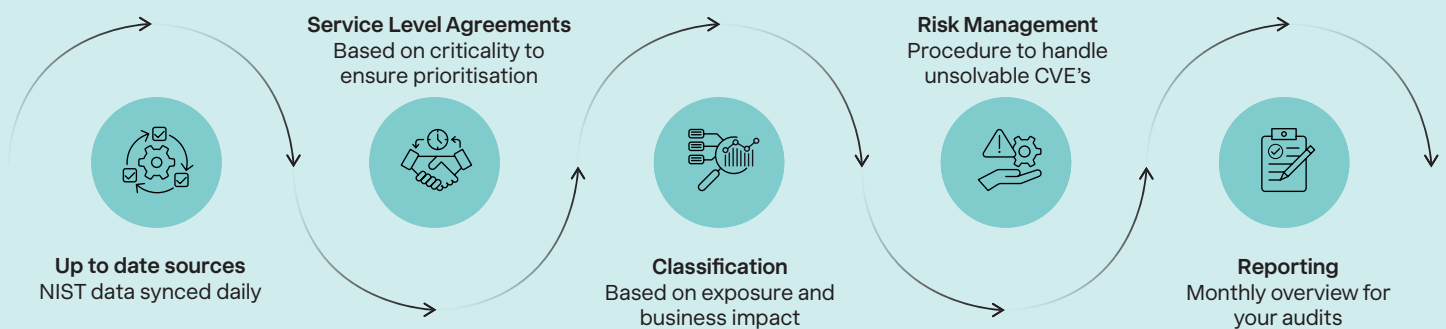 Up to date sources
NIST data synced daily
Service Level Agreements
Based on criticality to
ensure prioritisation
Classification
Based on exposure and
business impact
Risk Management
Procedure to handle
unsolvable CVE’s
Reporting
Monthly overview for
your audits